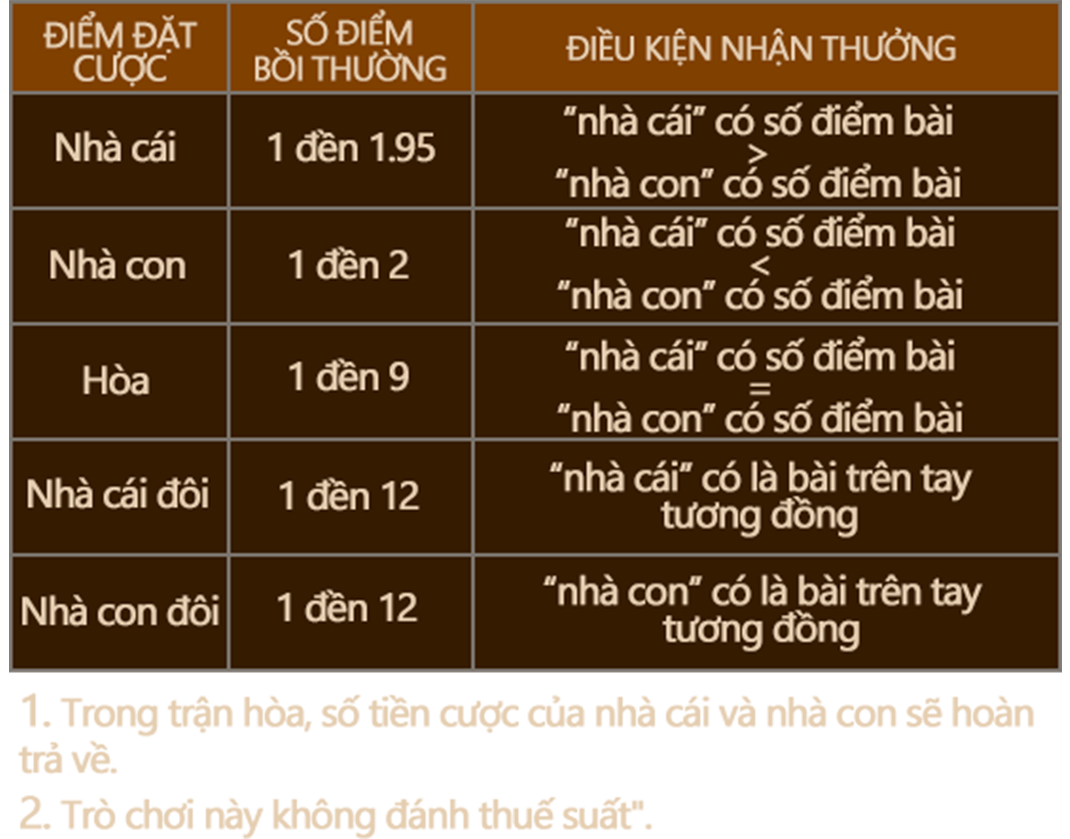 ĐIỂM ĐẶT
CƯỢC
SỐ ĐIỂM
BỒI THƯỜNG
ĐIỀU KIỆN NHẬN THƯỞNG
Nhà cái
1 đền 1.95
“nhà cái” có số điểm bài
>
“nhà con” có số điểm bài
Nhà con
1 đền 2
“nhà cái” có số điểm bài
<
“nhà con” có số điểm bài
Hòa
1 đền 9
“nhà cái” có số điểm bài
=
“nhà con” có số điểm bài
Nhà cái đôi
1 đền 12
“nhà cái” có là bài trên tay
tương đồng
Nhà con đôi
1 đền 12
“nhà con” có là bài trên tay
tương đồng
1. Trong trận hòa, số tiền cược của nhà cái và nhà con sẽ hoàn
trả về.
2. Trò chơi này không đánh thuế suất".